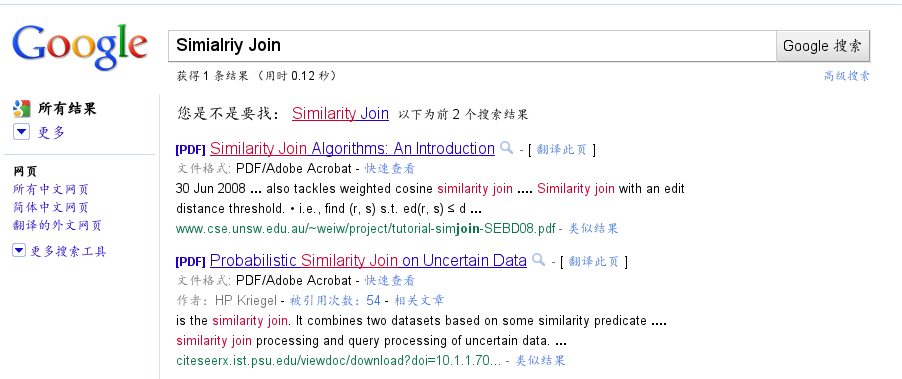 Google
Simialriy Join
Google 搜索
获得 1 条结果 （用时 0.12 秒）
高级搜索
所有结果
更多
网页
所有中文网页
简体中文网页
翻译的外文网页
更多搜索工具
您是不是要找： Similarity Join 以下为前 2 个搜索结果
[PDF] Similarity Join Algorithms: An Introduction - [ 翻译此页 ]
文件格式: PDF/Adobe Acrobat - 快速查看
30 Jun 2008 ... also tackles weighted cosine similarity join .... Similarity join with an edit
distance threshold. • i.e., find (r, s) s.t. ed(r, s) ≤ d ...
www.cse.unsw.edu.au/~weiw/project/tutorial-simjoin-SEBD08.pdf - 类似结果
[PDF] Probabilistic Similarity Join on Uncertain Data - [ 翻译此页 ]
文件格式: PDF/Adobe Acrobat - 快速查看
作者: HP Kriegel - 被引用次数: 54 - 相关文章
is the similarity join. It combines two datasets based on some similarity predicate ....
similarity join processing and query processing of uncertain data. ...
citeseerx.ist.psu.edu/viewdoc/download?doi=10.1.1.70... - 类似结果